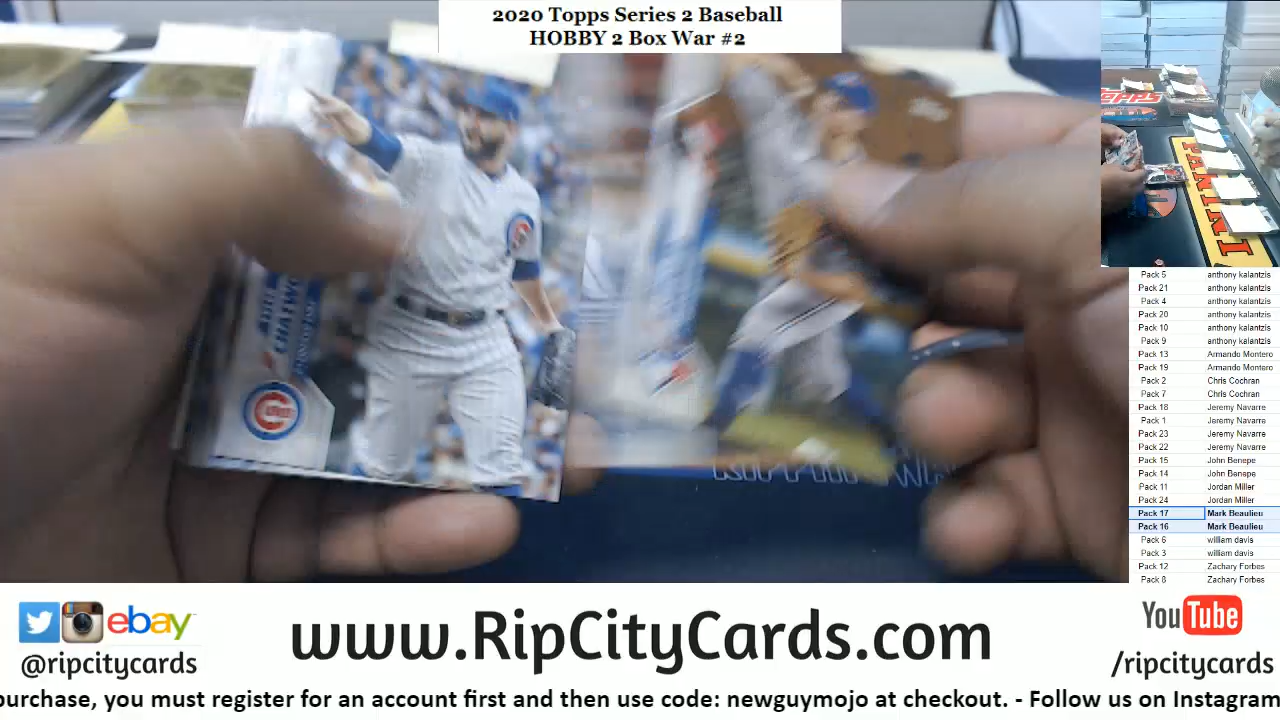 2020 Topps Series 2 Baseball
HOBBY 2 Box War #2
TOPPS
PANINI
Pack 5 anthony kalantzis
Pack 21 anthony kalantzis
Pack 4 anthony kalantzis
Pack 20 anthony kalantzis
Pack 10 anthony kalantzis
Pack 9 anthony kalantzis
Pack 13 Armando Montero
Pack 19 Armando Montero
Pack 2 Chris Cochran
Pack 7 Chris Cochran
Pack 18 Jeremy Navarre
Pack 1 Jeremy Navarre
Pack 23 Jeremy Navarre
Pack 22 Jeremy Navarre
Pack 15 John Benepe
Pack 14 John Benepe
Pack 11 Jordan Miller
Pack 24 Jordan Miller
Pack 17 Mark Beaulieu
Pack 16 Mark Beaulieu
Pack 6 william davis
Pack 3 william davis
Pack 12 Zachary Forbes
Pack 8 Zachary Forbes
ebay
@ripcitycards
www.RipCityCards.com
YouTube
/ripcitycards
purchase, you must register for an account first and then use code: newguymojo at checkout. - Follow us on Instagram